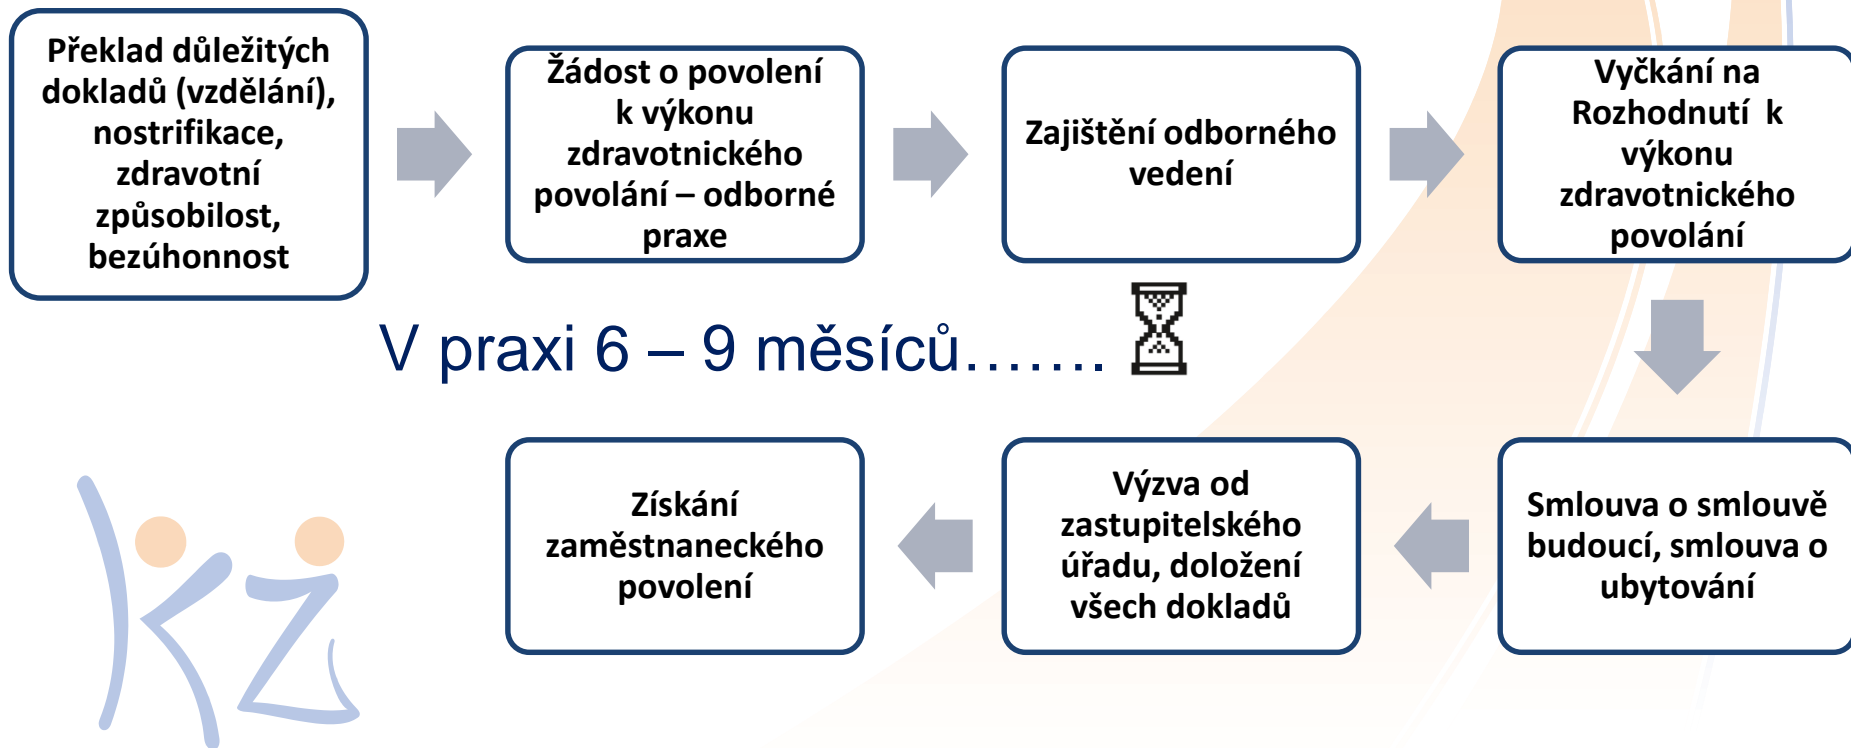 Překlad důležitých
dokladů (vzdělání),
nostrifikace,
zdravotní
způsobilost,
bezúhonnost
Žádost o povolení
k výkonu
zdravotnického
povolání – odborné
praxe
Zajištění odborného
vedení
Vyčkání na
Rozhodnutí  k
výkonu
zdravotnického
povolání
V praxi 6 – 9 měsíců…….
Smlouva o smlouvě
budoucí, smlouva o
ubytování
Výzva od
zastupitelského
úřadu, doložení
všech dokladů
Získání
zaměstnaneckého
povolení
KZ